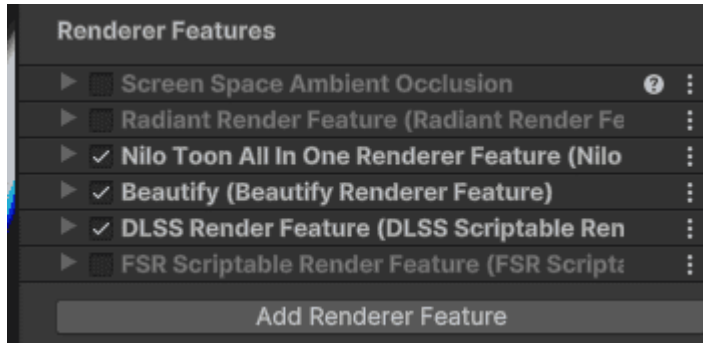 Renderer Features
Screen Space Ambient Occlusion
Radiant Render Feature (Radiant Render Fe
Nilo Toon All In One Renderer Feature (Nilo
Beautify (Beautify Renderer Feature)
DLSS Render Feature (DLSS Scriptable Ren
FSR Scriptable Render Feature (FSR Scripta
Add Renderer Feature